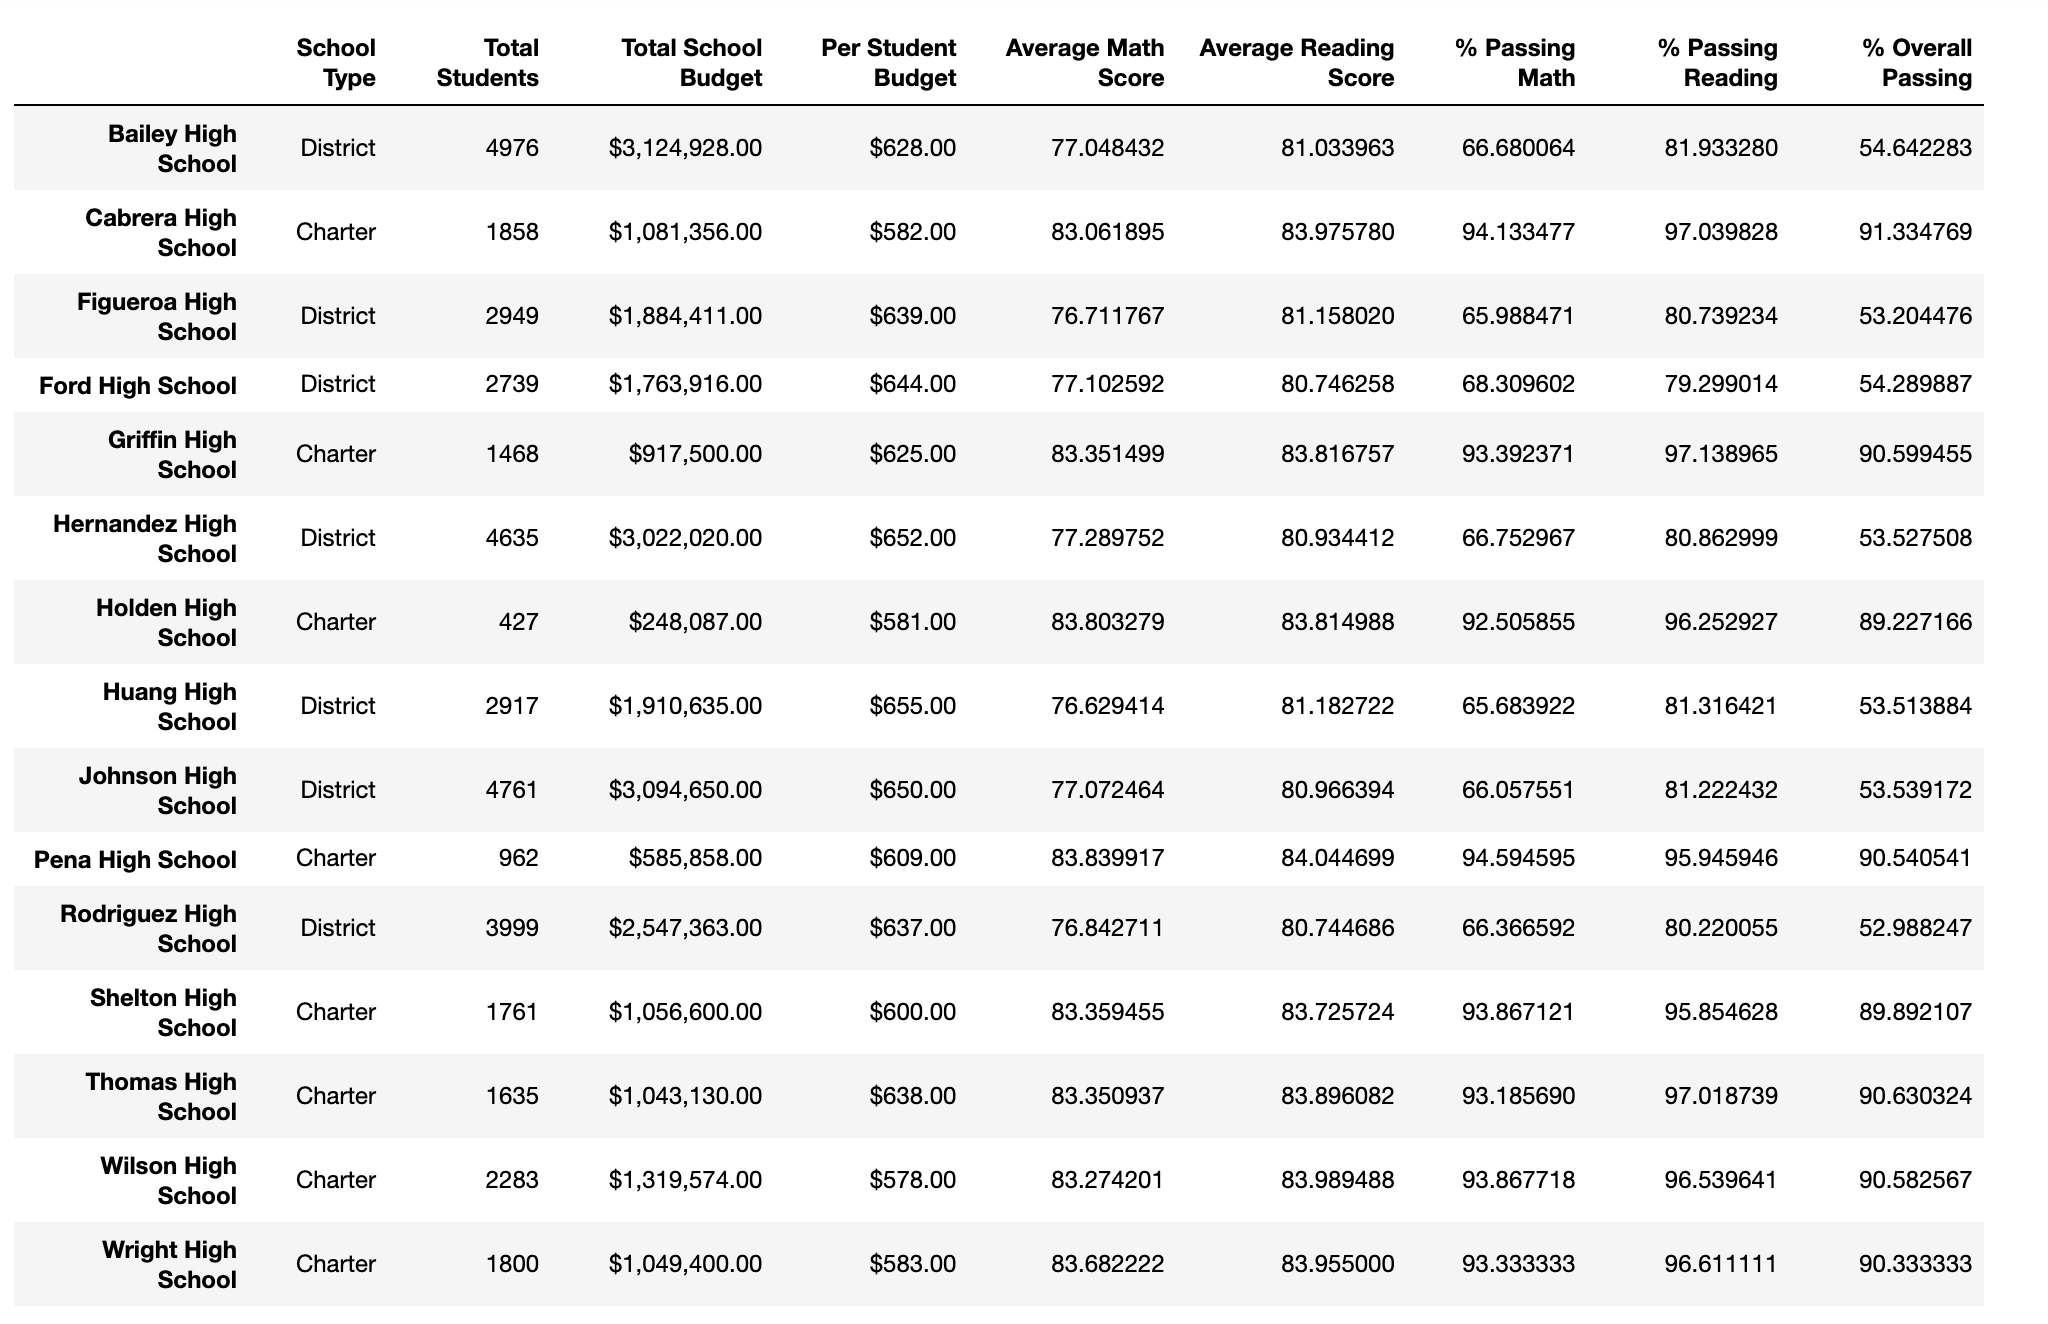 School Type Total Students Total School Budget Per Student Budget Average Math Score Average Reading Score % Passing Math % Passing Reading % Overall Passing
Bailey High School District 4976 $3,124,928.00 $628.00 77.048432 81.033963 66.680064 81.933280 54.642283
Cabrera High School Charter 1858 $1,081,356.00 $582.00 83.061895 83.975780 94.133477 97.039828 91.334769
Figueroa High School District 2949 $1,884,411.00 $639.00 76.711767 81.158020 65.988471 80.739234 53.204476
Ford High School District 2739 $1,763,916.00 $644.00 77.102592 80.746258 68.309602 79.299014 54.289887
Griffin High School Charter 1468 $917,500.00 $625.00 83.351499 83.816757 93.392371 97.138965 90.599455
Hernandez High School District 4635 $3,022,020.00 $652.00 77.289752 80.934412 66.752967 80.862999 53.527508
Holden High School Charter 427 $248,087.00 $581.00 83.803279 83.814988 92.505855 96.252927 89.227166
Huang High School District 2917 $1,910,635.00 $655.00 76.629414 81.182722 65.683922 81.316421 53.513884
Johnson High School District 4761 $3,094,650.00 $650.00 77.072464 80.966394 66.057551 81.222432 53.539172
Pena High School Charter 962 $585,858.00 $609.00 83.839917 84.044699 94.594595 95.945946 90.540541
Rodriguez High School District 3999 $2,547,363.00 $637.00 76.842711 80.744686 66.366592 80.220055 52.988247
Shelton High School Charter 1761 $1,056,600.00 $600.00 83.359455 83.725724 93.867121 95.854628 89.892107
Thomas High School Charter 1635 $1,043,130.00 $638.00 83.350937 83.896082 93.185690 97.018739 90.630324
Wilson High School Charter 2283 $1,319,574.00 $578.00 83.274201 83.989488 93.867718 96.539641 90.582567
Wright High School Charter 1800 $1,049,400.00 $583.00 83.682222 83.955000 93.333333 96.611111 90.333333